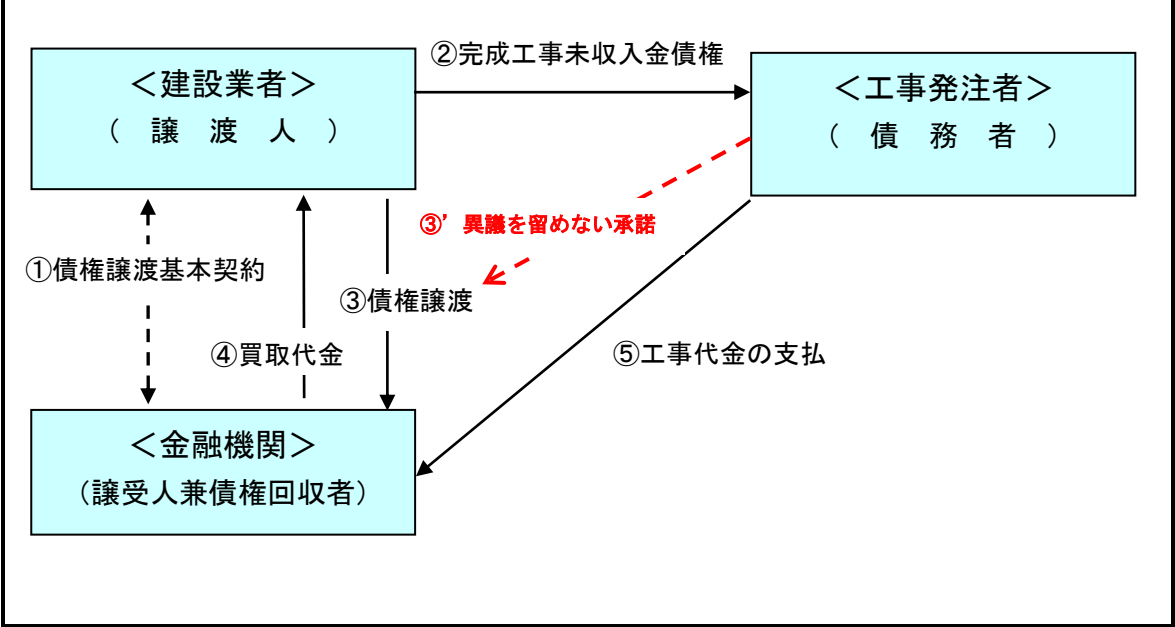 ②完成工事未収入金債権
＜建設業者＞
（　譲　渡　人　）
＜工事発注者＞
（　債　務　者　）
③’異議を留めない承諾
①債権譲渡基本契約
③債権譲渡
④買取代金
⑤工事代金の支払
＜金融機関＞
（譲受人兼債権回収者）